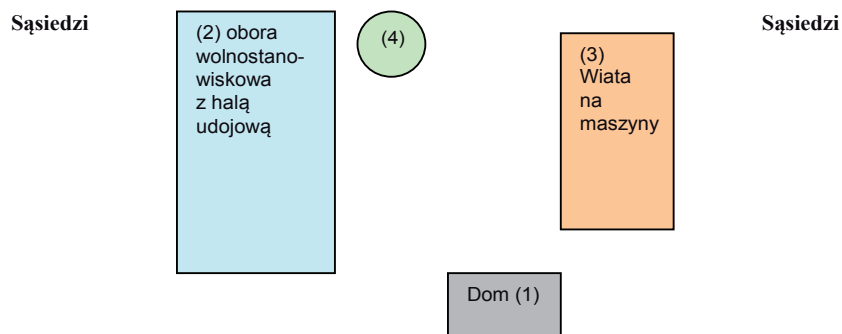 Sąsiedzi
(2) obora
wolnostano-
wiskowa
z halą
udojową
(4)
(3)
Wiata
na
maszyny
Sąsiedzi
Dom (1)